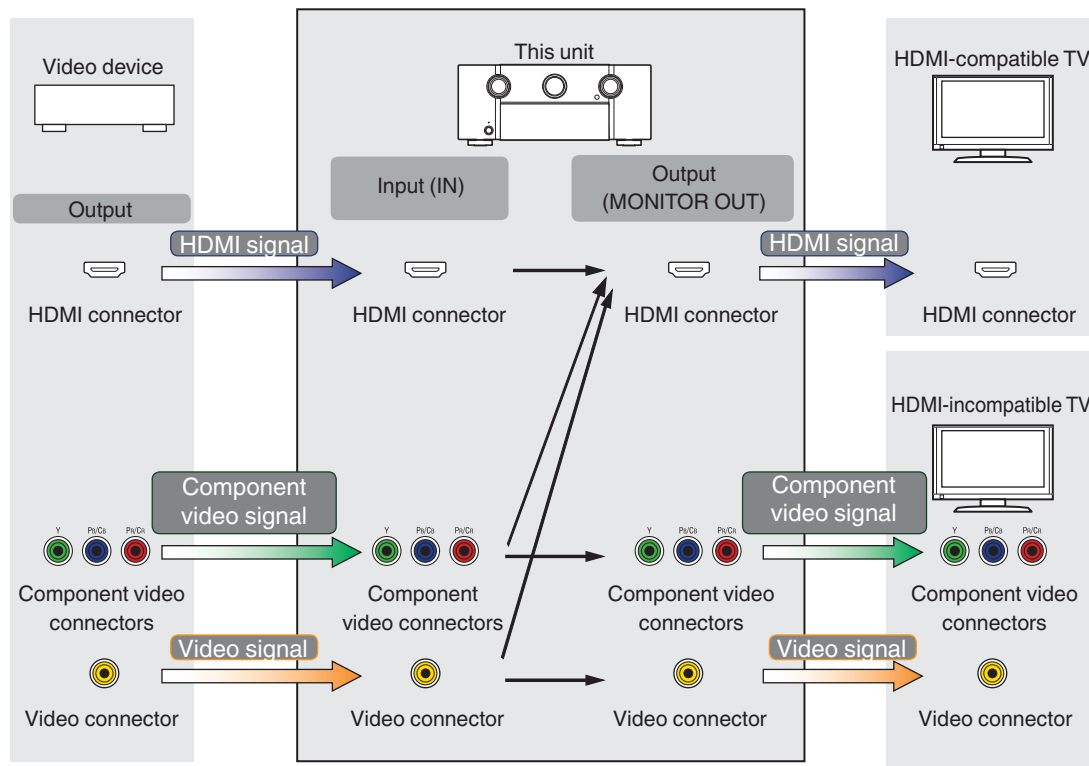 Video device
This unit
HDMI-compatible TV
Input (IN)
Output
(MONITOR OUT)
Output
HDMI signal
HDMI signal
HDMI connector
HDMI connector
HDMI connector
HDMI connector
HDMI-incompatible TV
Component
video signal
Component
video signal
Y PB/CB PR/CR
Y PB/CB PR/CR
Y PB/CB PR/CR
Y PB/CB PR/CR
Component video
connectors
Component
video connectors
Component video
connectors
Component video
connectors
Video signal
Video signal
Video connector
Video connector
Video connector
Video connector